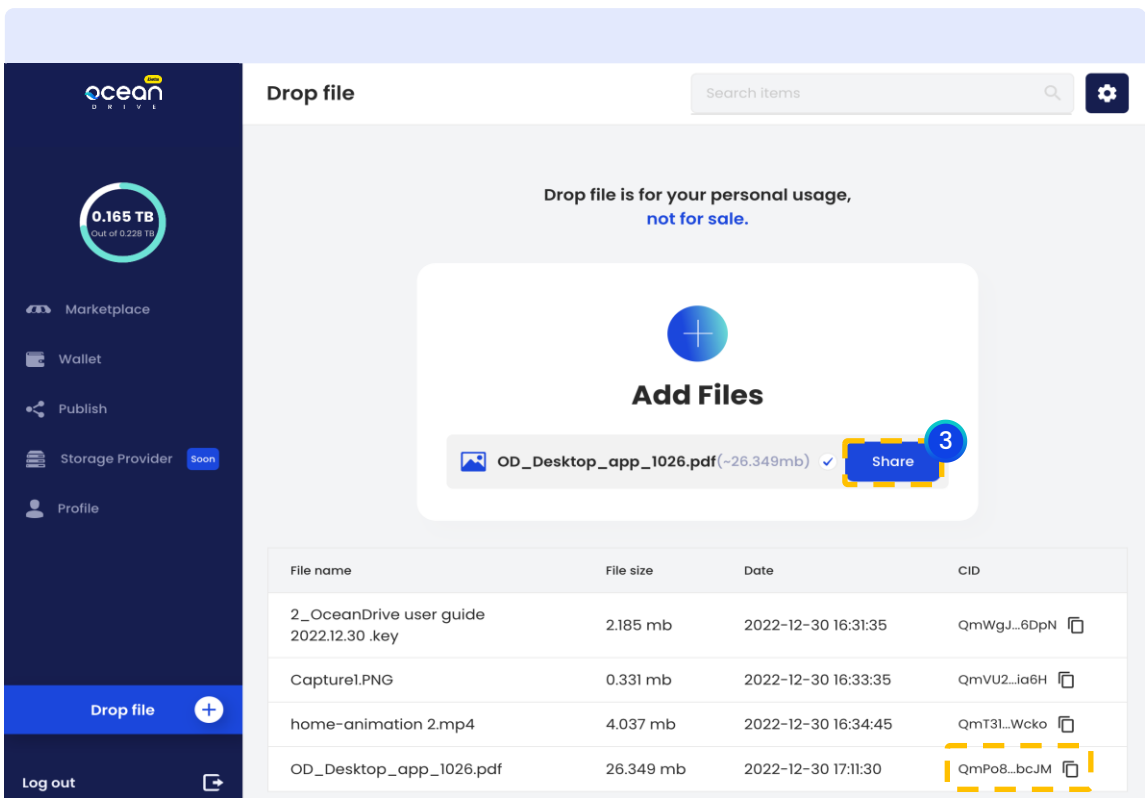 ocean
Beta
DRIVE
Drop file
Search items
0.165 TB
Out of 0.228 TB
Marketplace
Wallet
Publish
Storage Provider Soon
Profile
Drop file
Log out
Drop file is for your personal usage,
not for sale.
Add Files
OD_Desktop_app_1026.pdf(~26.349mb) Share
3
File name File size Date CID
2_OceanDrive user guide
2022.12.30 .key 2.185 mb 2022-12-30 16:31:35 QmWgJ...6DpN
Capture1.PNG 0.331 mb 2022-12-30 16:33:35 QmVU2...ia6H
home-animation 2.mp4 4.037 mb 2022-12-30 16:34:45 QmT31...Wcko
OD_Desktop_app_1026.pdf 26.349 mb 2022-12-30 17:11:30 QmPo8...bcJM